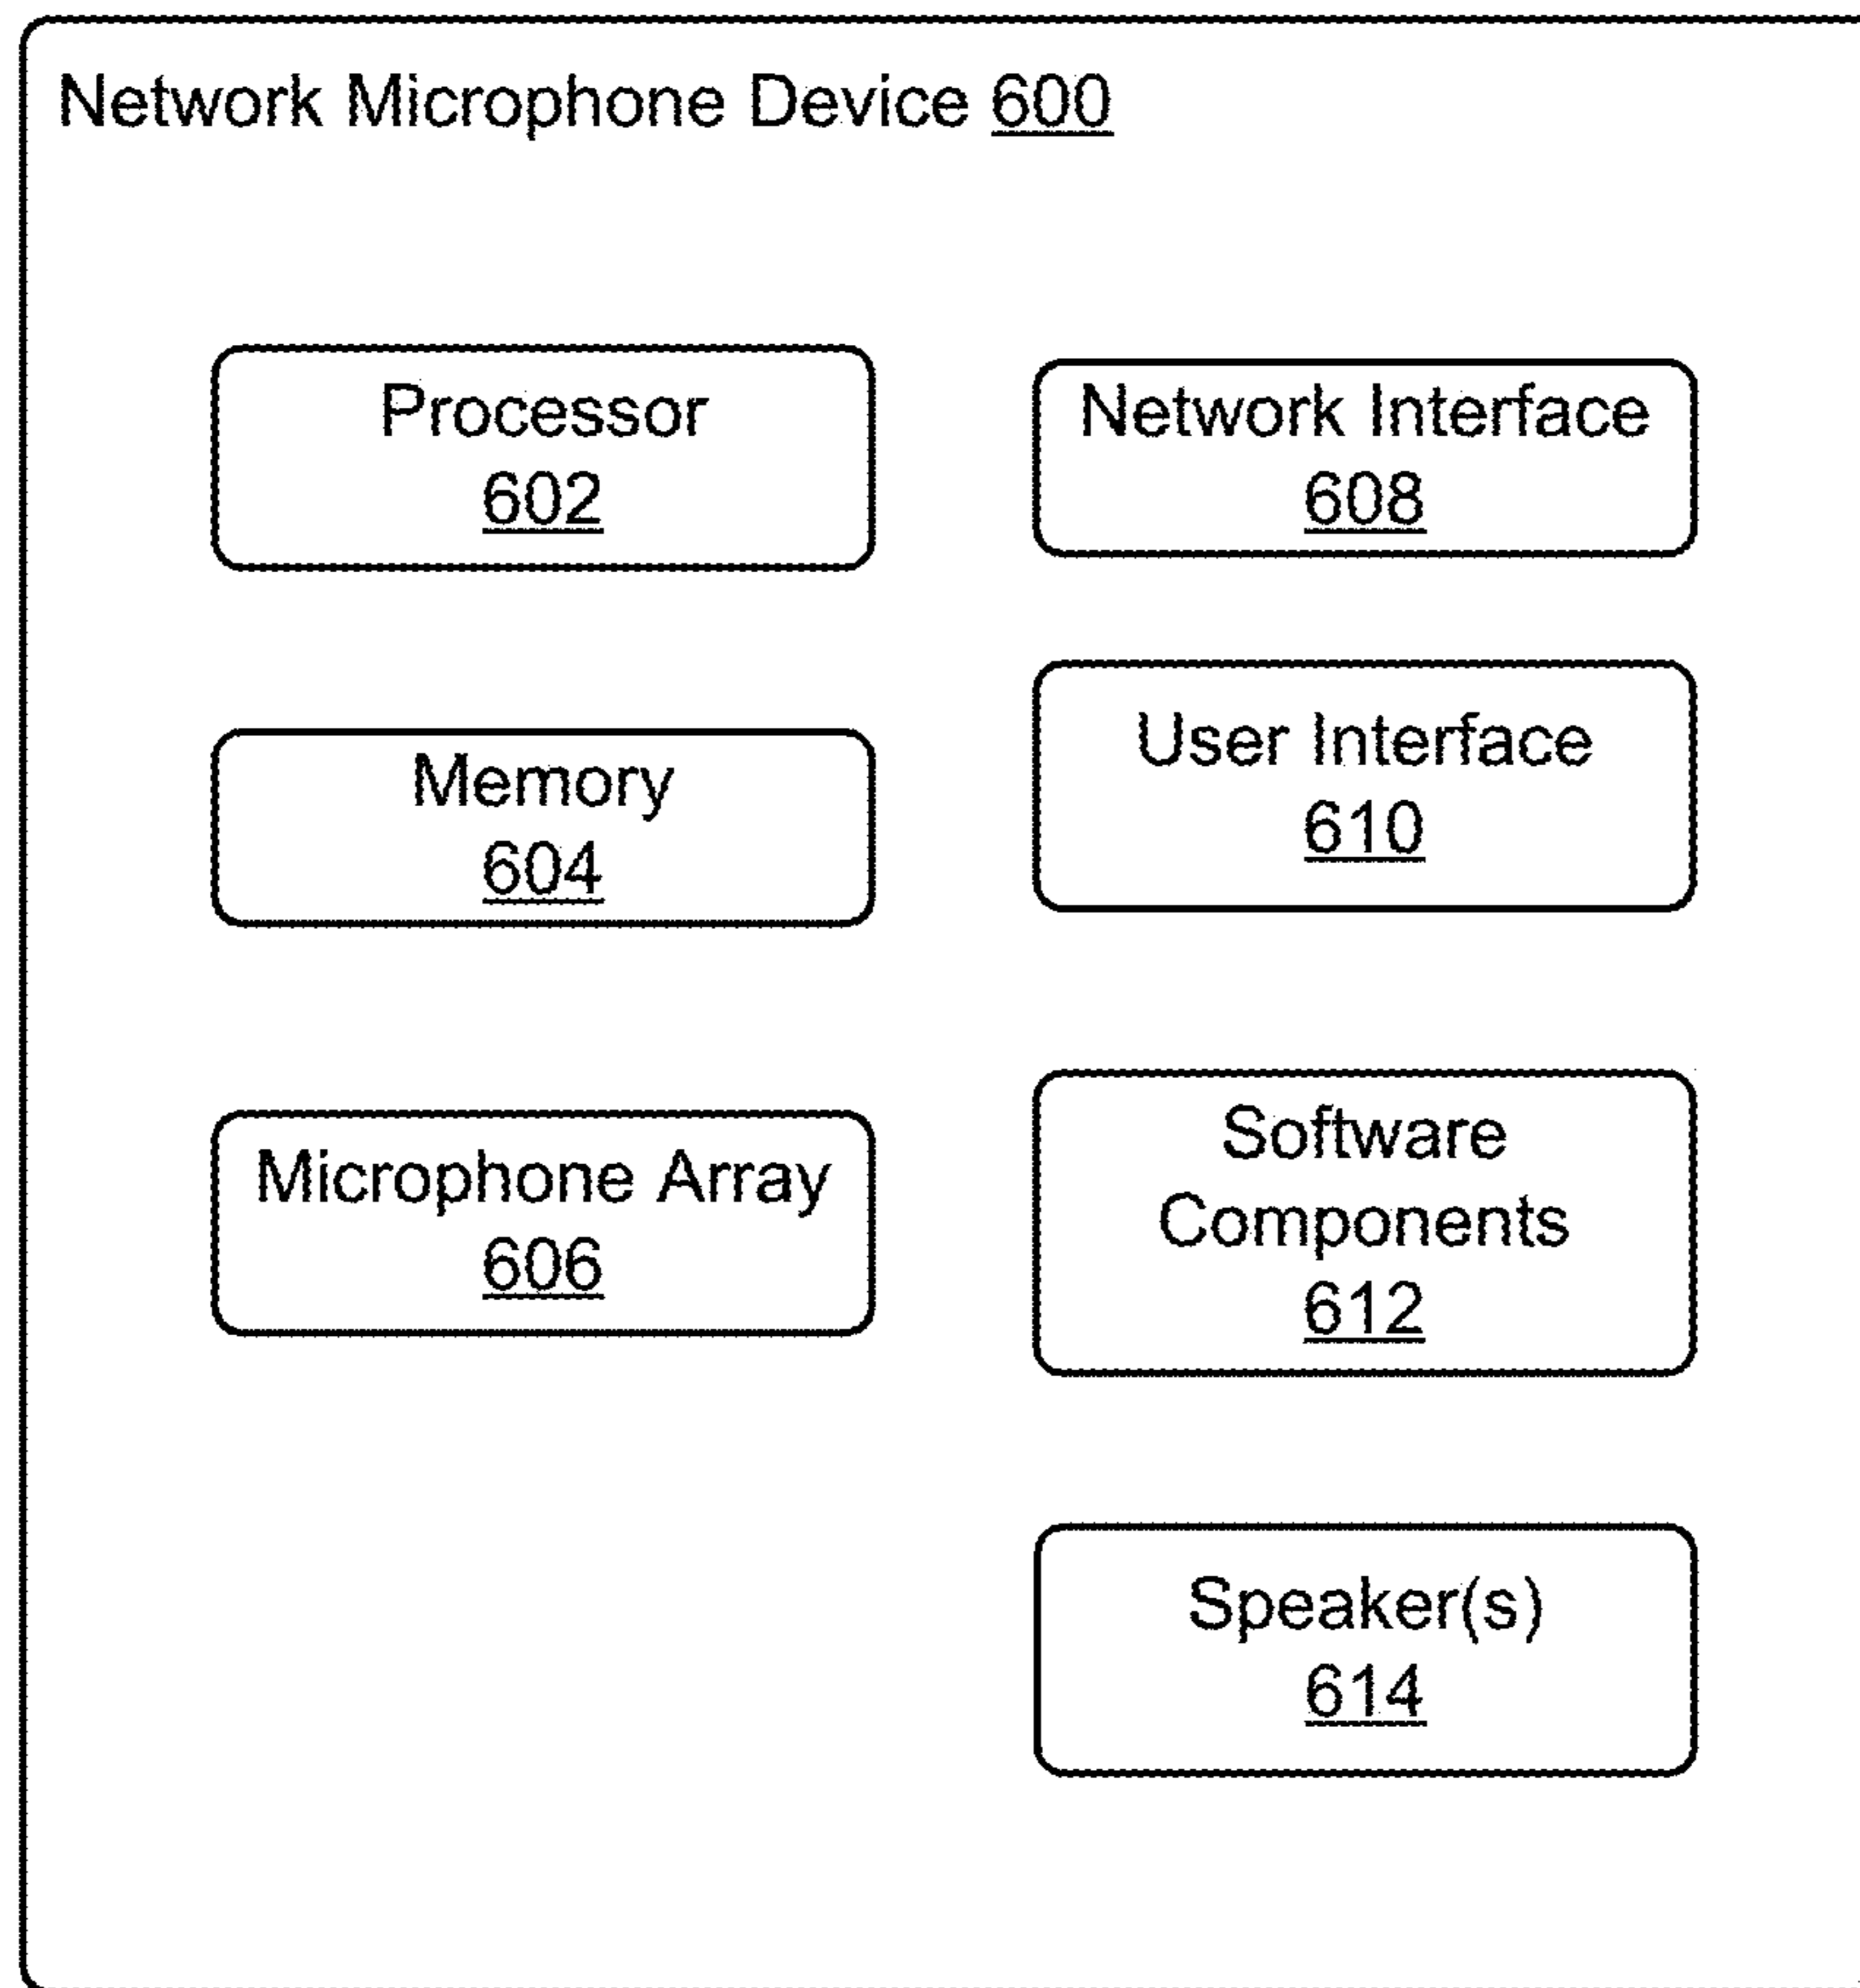 Network Microphone Device 600
Processor
602
Memory
604
Microphone Array
606
Network Interface
608
User Interface
610
Software
Components
612
Speaker(s)
614